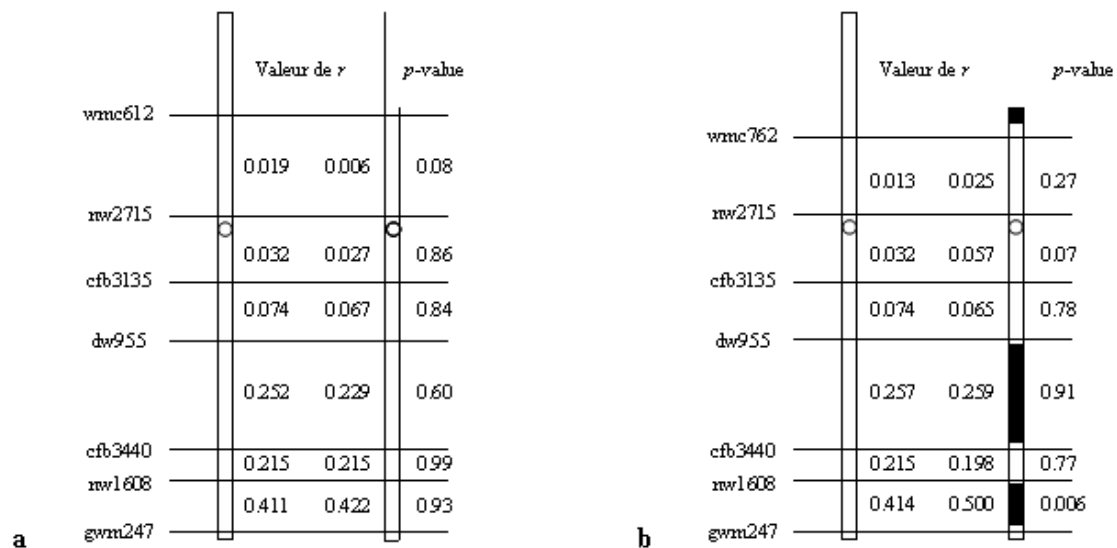 Valeur de r p-value
wmc612
0.019 0.006 0.08
nw2715
0.032 0.027 0.86
cfb3135
0.074 0.067 0.84
dw955
0.252 0.229 0.60
cfb3440
0.215 0.215 0.99
nw1608
0.411 0.422 0.93
gwm247
a
Valeur de r p-value
wmc762
0.013 0.025 0.27
nw2715
0.032 0.057 0.07
cfb3135
0.074 0.065 0.78
dw955
0.257 0.259 0.91
cfb3440
0.215 0.198 0.77
nw1608
0.414 0.500 0.006
gwm247
b